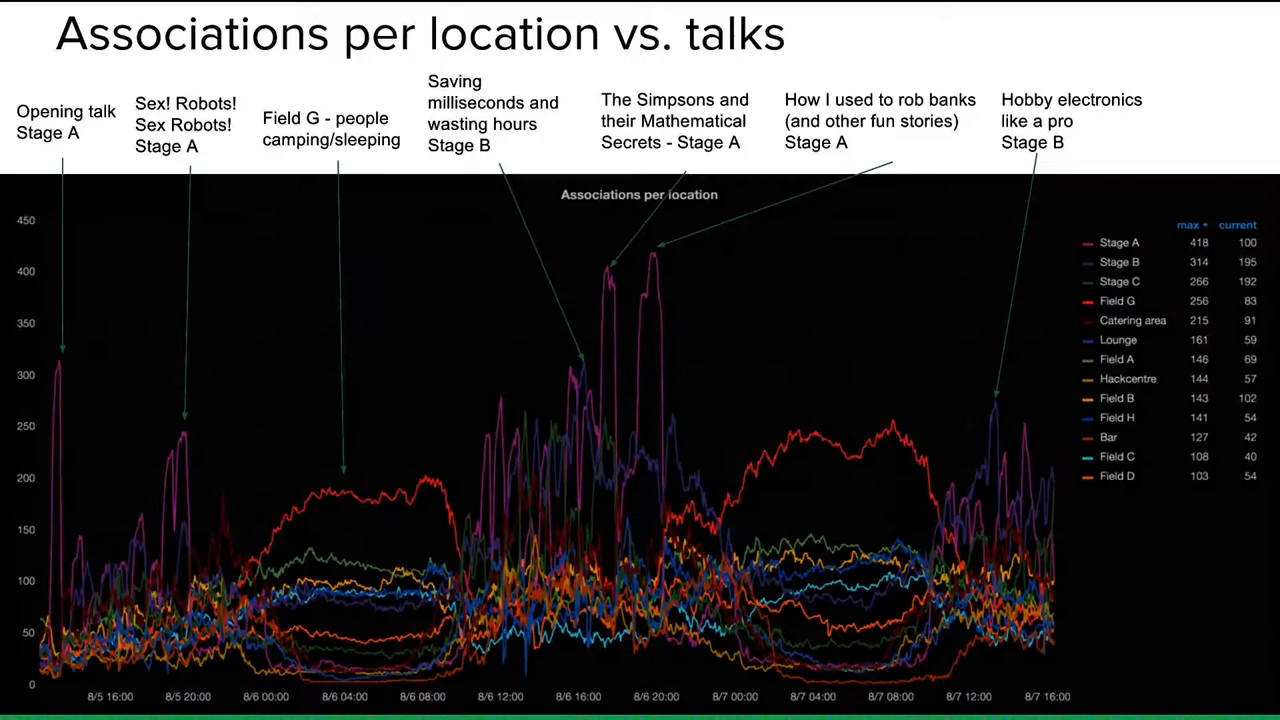 Associations per location vs. talks
Opening talk
Stage A
Sex! Robots!
Sex Robots!
Stage A
Field G - people
camping/sleeping
Saving
milliseconds and
wasting hours
Stage B
The Simpsons and
their Mathematical
Secrets - Stage A
How I used to rob banks
(and other fun stories)
Stage A
Hobby electronics
like a pro
Stage B
Associations per location
450
400
350
300
250
200
150
100
50
0
8/5 16:00 8/5 20:00 8/6 00:00 8/6 04:00 8/6 08:00 8/6 12:00 8/6 16:00 8/6 20:00 8/7 00:00 8/7 04:00 8/7 08:00 8/7 12:00 8/7 16:00
max current
Stage A 418 100
Stage B 314 195
Stage C 266 192
Field G 256 83
Catering area 215 91
Lounge 161 59
Field A 146 69
Hackcentre 144 57
Field B 143 102
Field H 141 54
Bar 127 42
Field C 108 40
Field D 103 54